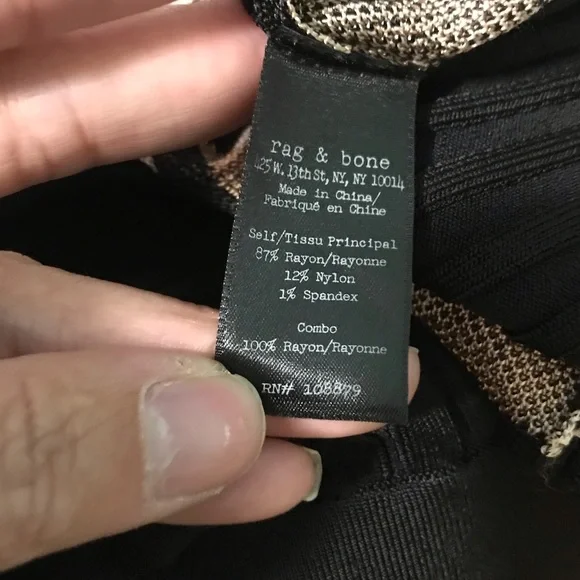 rag & bone
425 W. 13th St, NY, NY 10014
Made in China/
Fabriqué en Chine
Self/Tissu Principal
87% Rayon/Rayonne
12% Nylon
1% Spandex
Combo
100% Rayon/Rayonne
RN# 108879